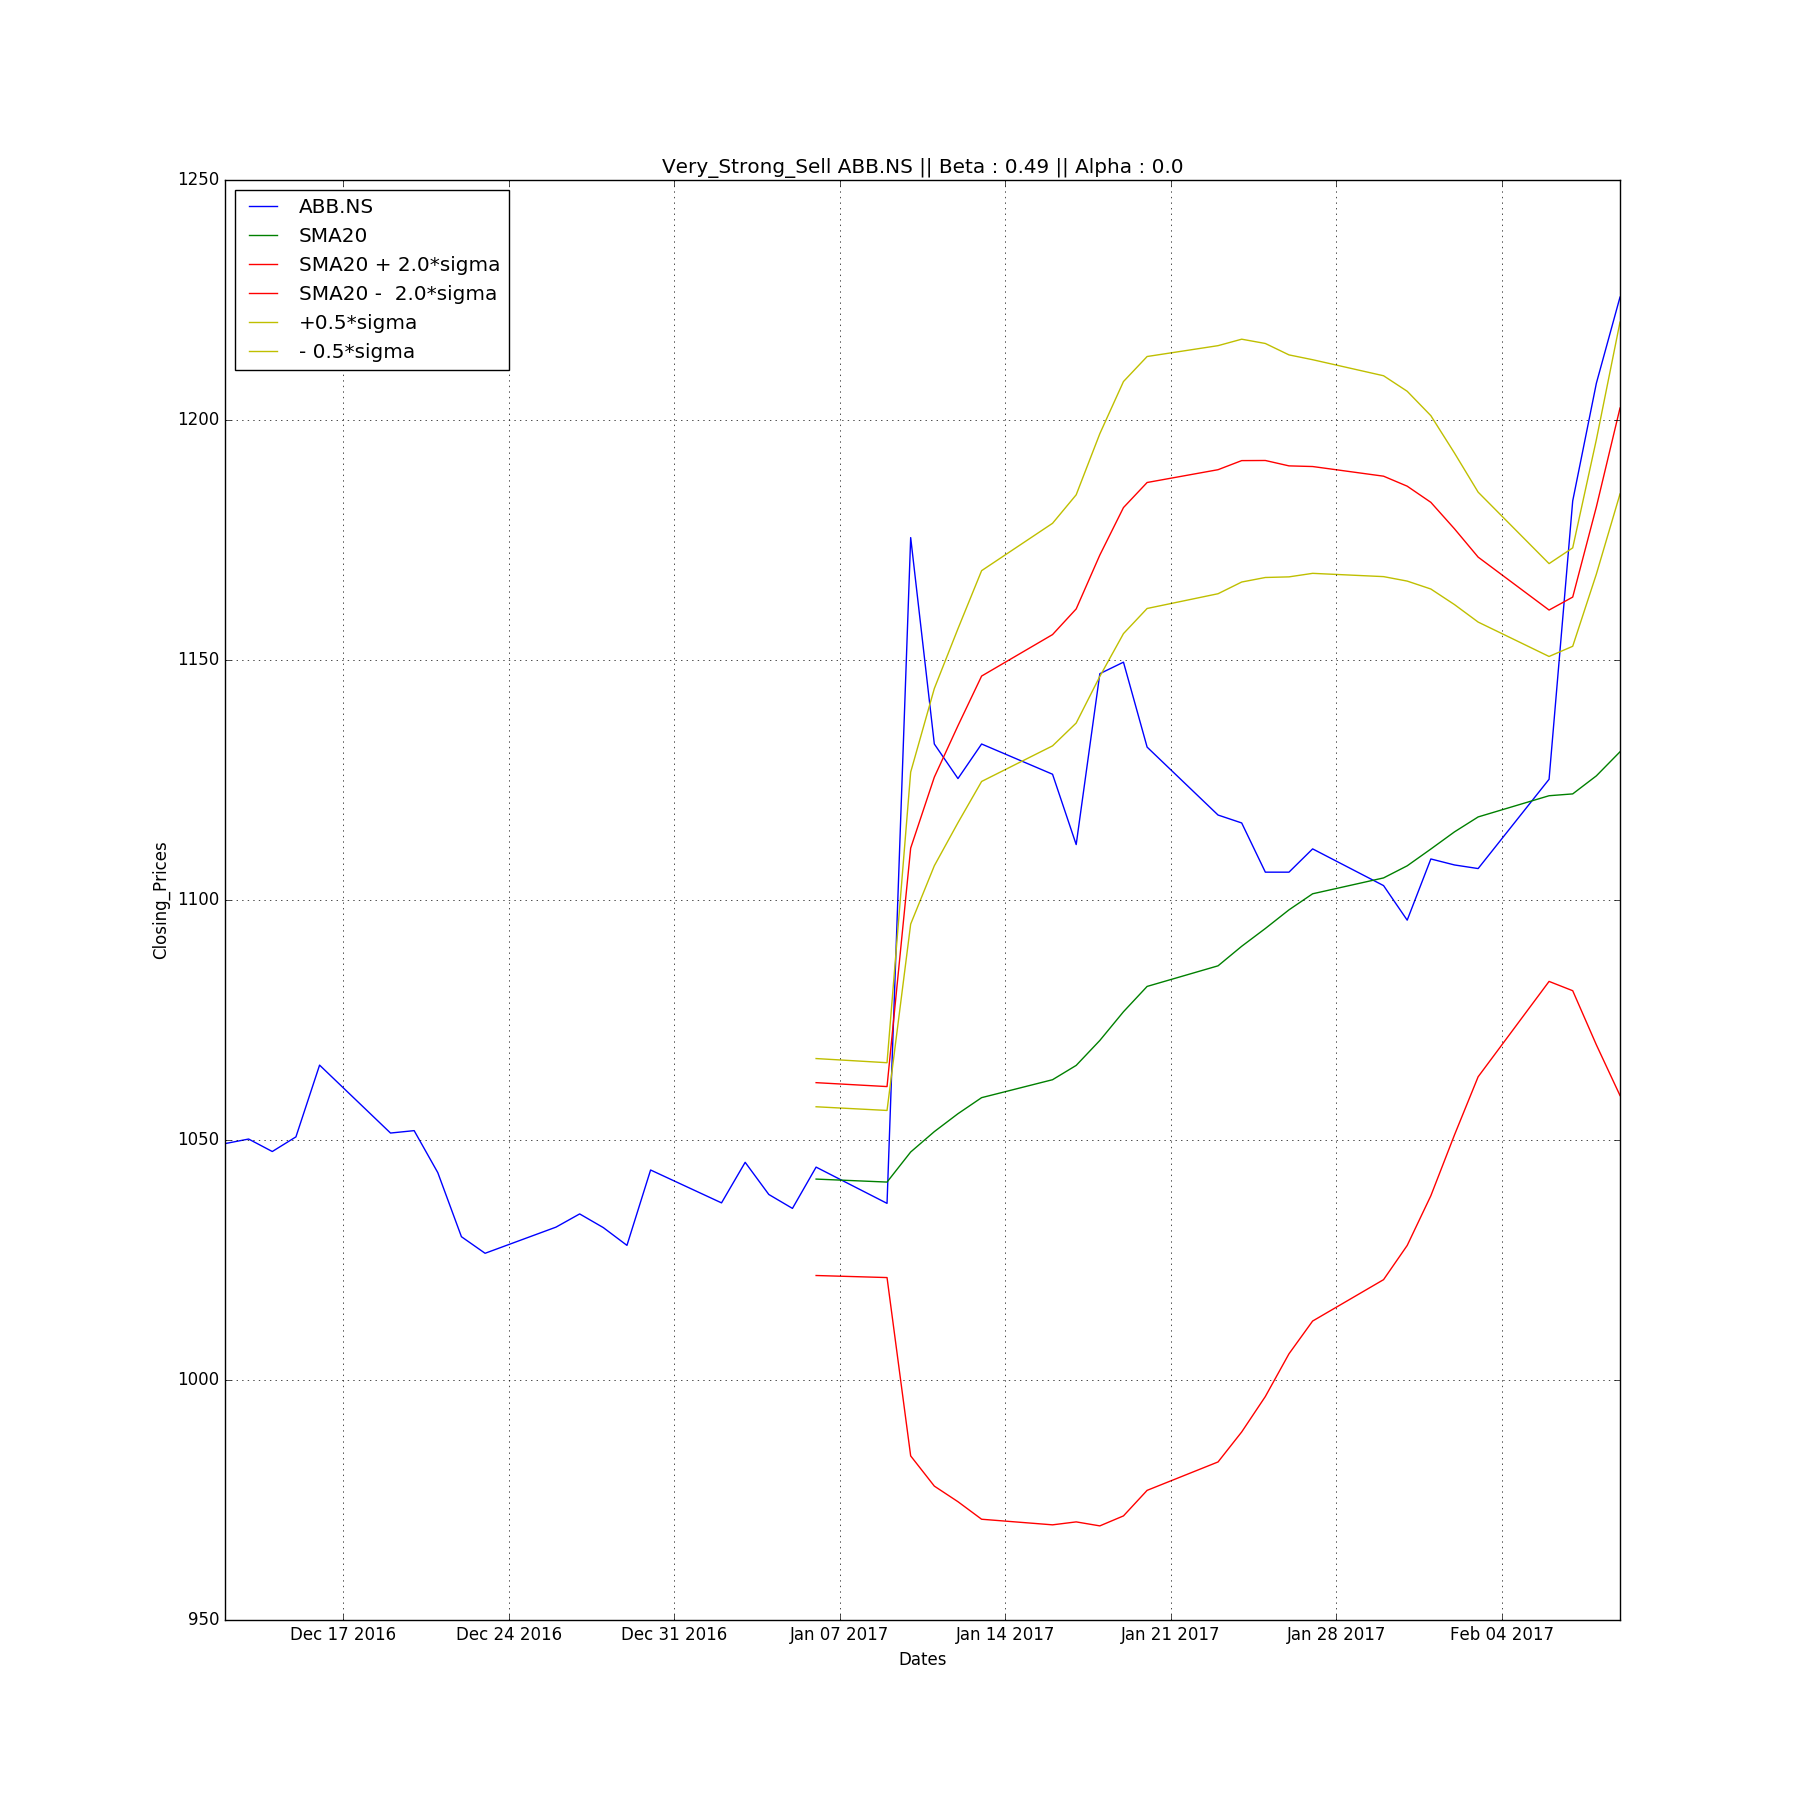 Very_Strong_Sell ABB.NS || Beta : 0.49 || Alpha : 0.0
1250
ABB.NS
SMA20
SMA20 + 2.0*sigma
SMA20 -  2.0*sigma
+0.5*sigma
- 0.5*sigma
1200
1150
1100
1050
1000
950
Closing_Prices
Dec 17 2016 Dec 24 2016 Dec 31 2016 Jan 07 2017 Jan 14 2017 Jan 21 2017 Jan 28 2017 Feb 04 2017
Dates